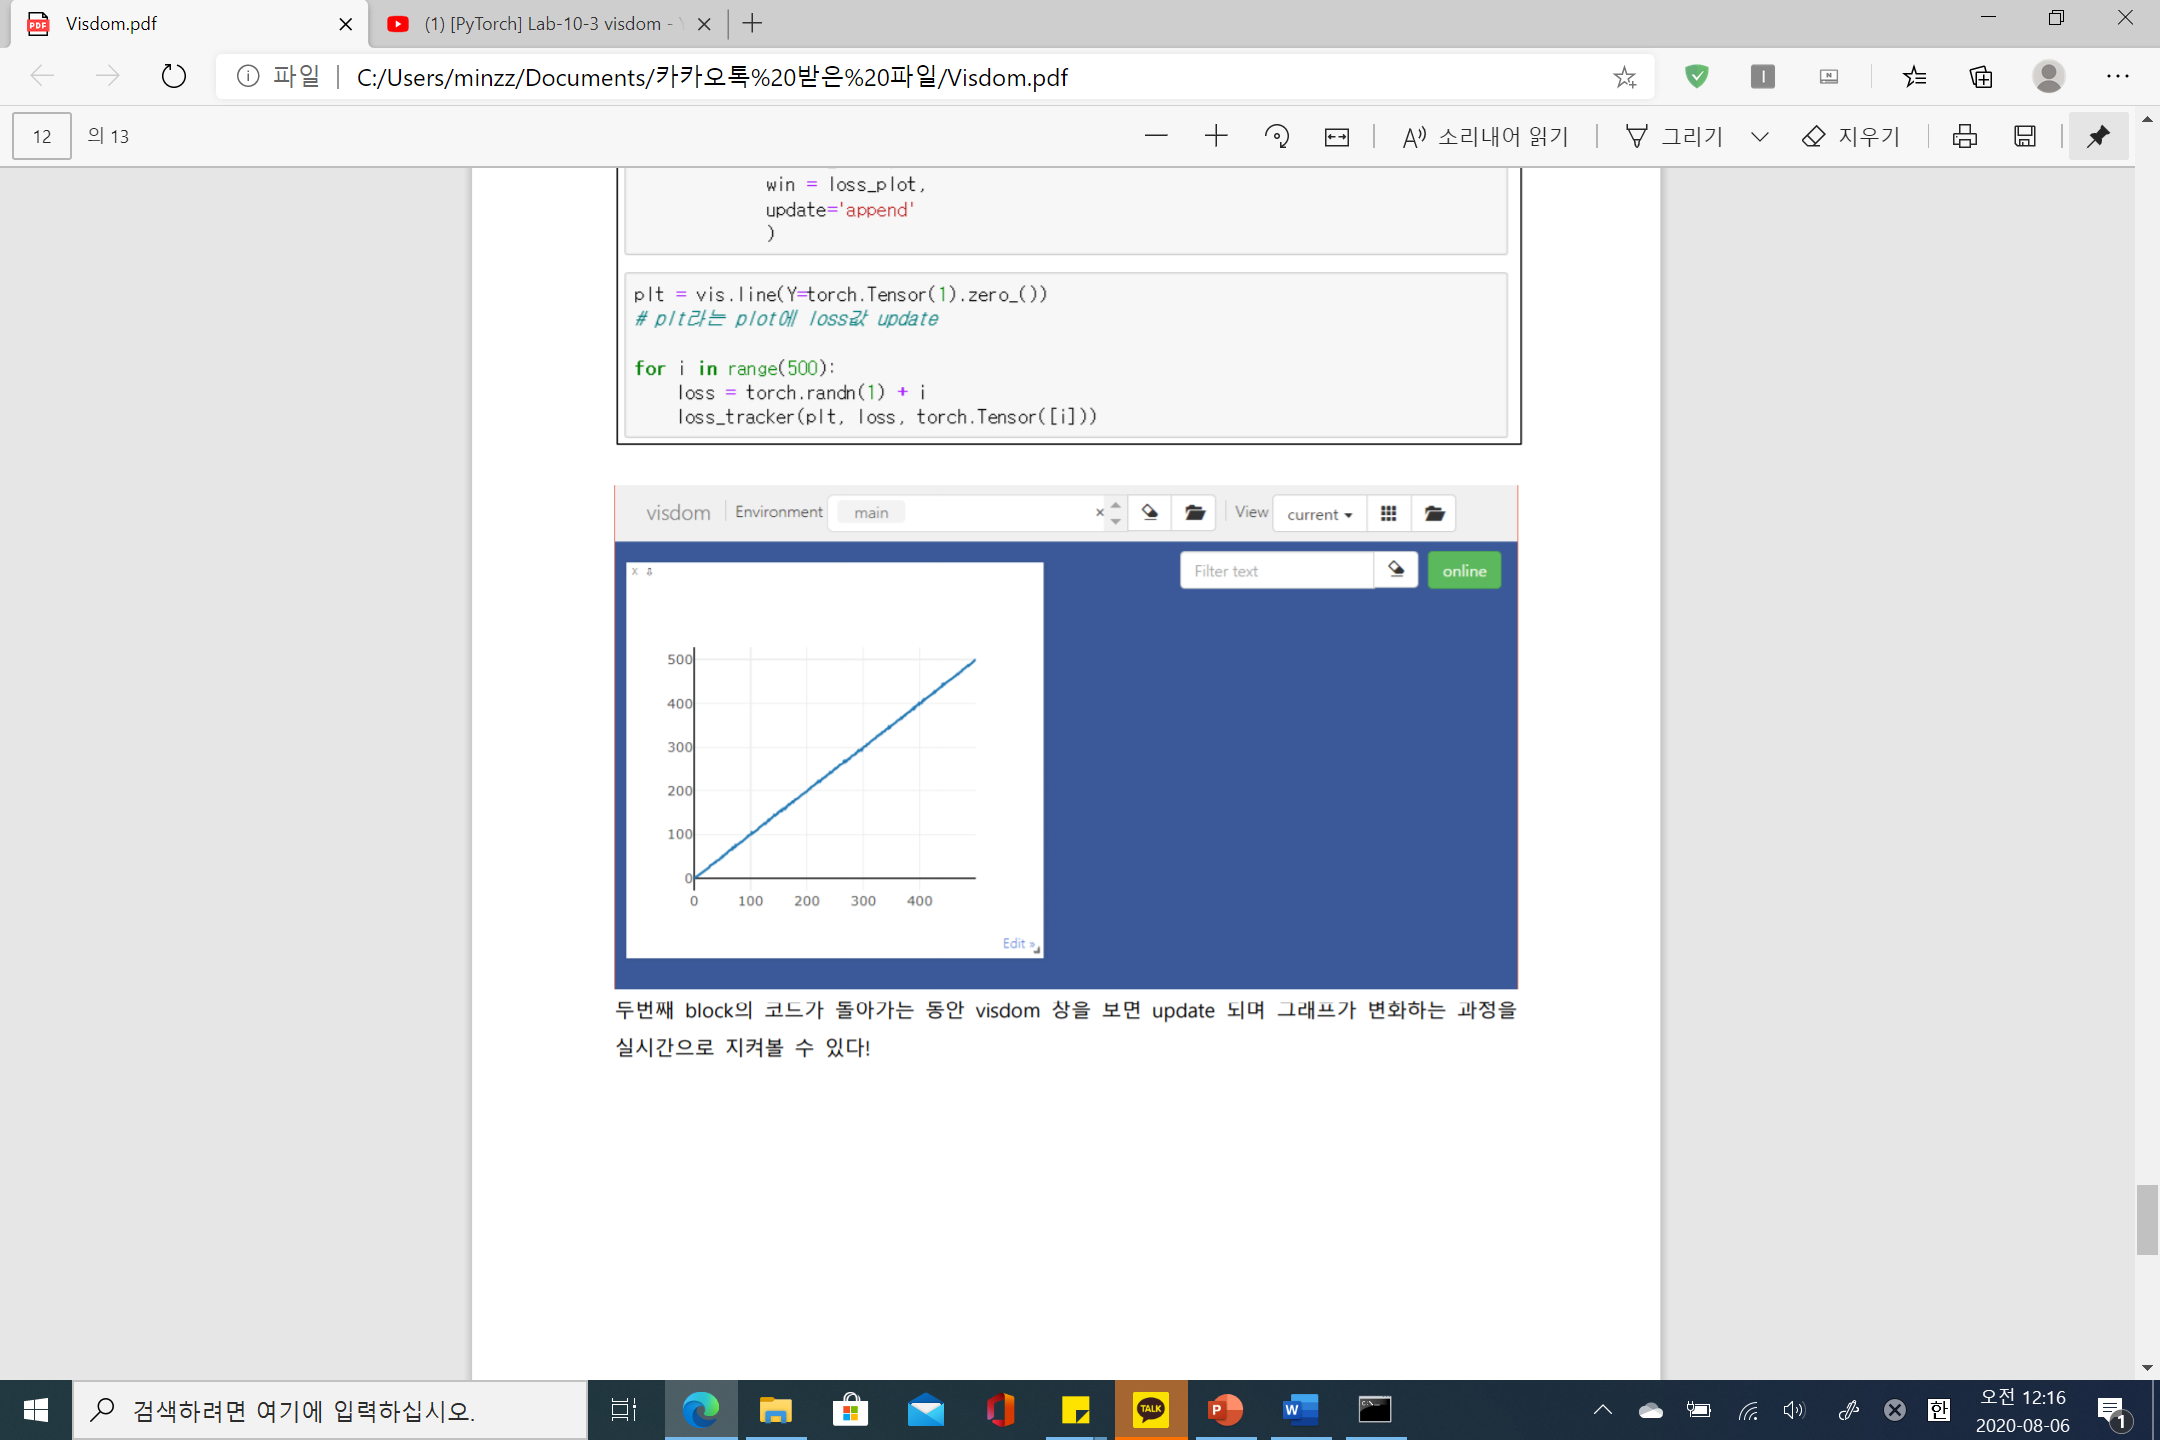 Visdom.pdf
(1) [PyTorch] Lab-10-3 visdom -
파일 | C:/Users/minzz/Documents/카카오톡%20받은%20파일/Visdom.pdf
12 의 13
소리내어 읽기
그리기
지우기
win = loss_plot,
update='append'
)
plt = vis.line(Y=torch.Tensor(1).zero_())
# plt라는 plot에 loss값 update
for i in range(500):
loss = torch.randn(1) + i
loss_tracker(plt, loss, torch.Tensor([i]))
visdom Environment main × View current
x
Filter text online
500
400
300
200
100
0
0 100 200 300 400
Edit »
두번째 block의 코드가 돌아가는 동안 visdom 창을 보면 update 되며 그래프가 변화하는 과정을
실시간으로 지켜볼 수 있다!
검색하려면 여기에 입력하십시오.
TALK
P
W
한
오전 12:16
2020-08-06
1